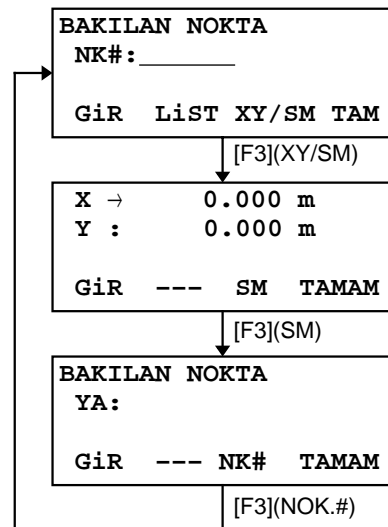 BAKILAN NOKTA
NK#:_______
GiR LiST XY/SM TAM
[F3](XY/SM)
X → 0.000 m
Y : 0.000 m
GiR --- SM TAMAM
[F3](SM)
BAKILAN NOKTA
YA:
GiR --- NK# TAMAM
[F3](NOK.#)